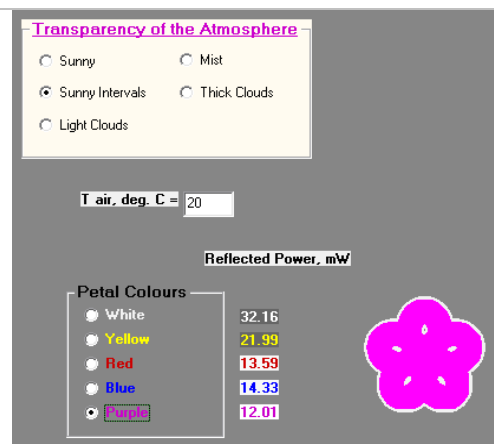 Transparency of the Atmosphere
Sunny Mist
Sunny Intervals Thick Clouds
Light Clouds
T air, deg. C = 20
Reflected Power, mW
Petal Colours
White 32.16
Yellow 21.99
Red 13.59
Blue 14.33
Purple 12.01